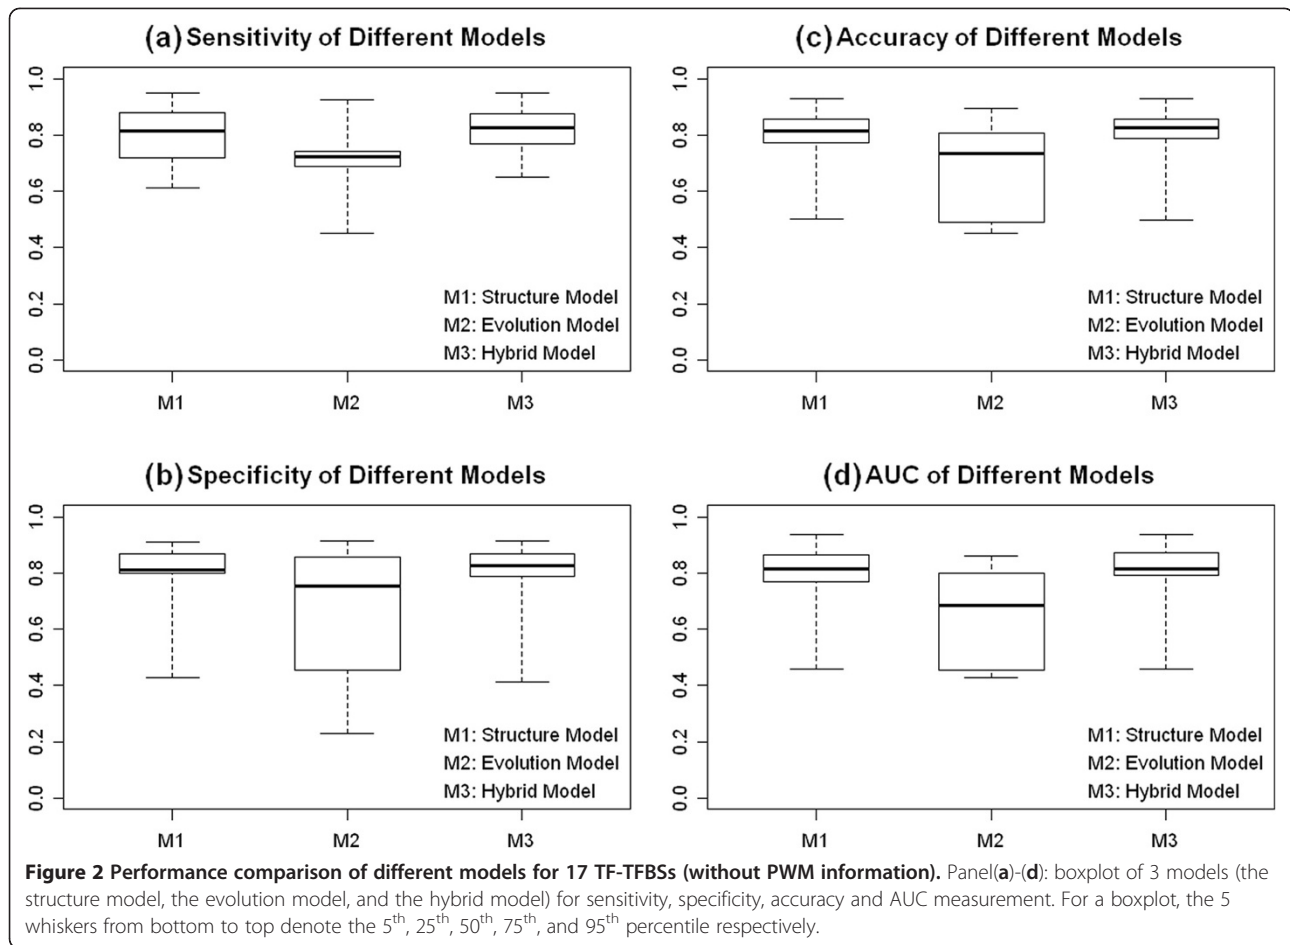 (a) Sensitivity of Different Models
1.0
0.8
0.6
0.4
0.2
0.0
M1: Structure Model
M2: Evolution Model
M3: Hybrid Model
M1 M2 M3
(c) Accuracy of Different Models
1.0
0.8
0.6
0.4
0.2
0.0
M1: Structure Model
M2: Evolution Model
M3: Hybrid Model
M1 M2 M3
(b) Specificity of Different Models
1.0
0.8
0.6
0.4
0.2
0.0
M1: Structure Model
M2: Evolution Model
M3: Hybrid Model
M1 M2 M3
(d) AUC of Different Models
1.0
0.8
0.6
0.4
0.2
0.0
M1: Structure Model
M2: Evolution Model
M3: Hybrid Model
M1 M2 M3
Figure 2 Performance comparison of different models for 17 TF-TFBSs (without PWM information). Panel(a)-(d): boxplot of 3 models (the
structure model, the evolution model, and the hybrid model) for sensitivity, specificity, accuracy and AUC measurement. For a boxplot, the 5
whiskers from bottom to top denote the 5th, 25th, 50th, 75th, and 95th percentile respectively.